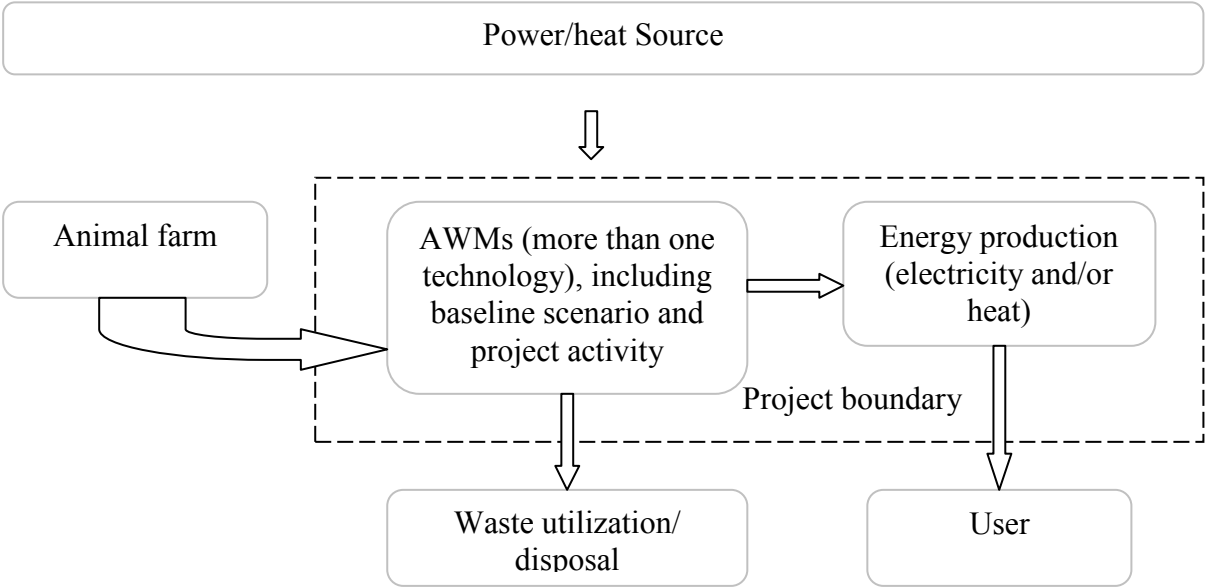 Power/heat Source
Animal farm
AWMs (more than one
technology), including
baseline scenario and
project activity
Energy production
(electricity and/or
heat)
Project boundary
Waste utilization/
disposal
User